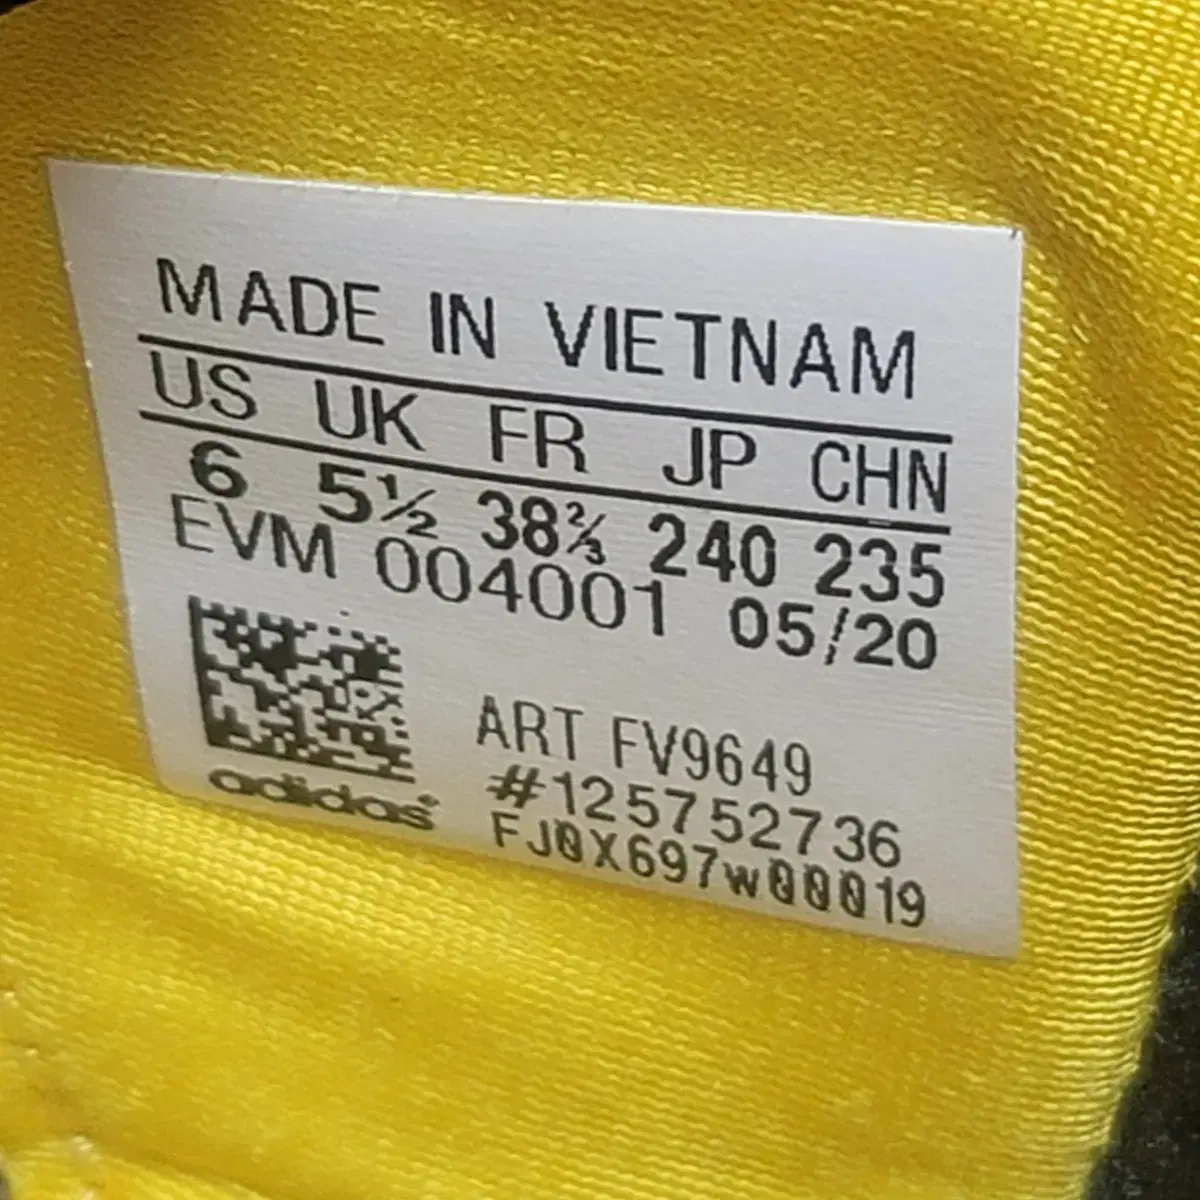 MADE IN VIETNAM
US UK FR JP CHN
6 5½ 38⅔ 240 235
EVM 004001 05/20
ART FV9649
#125752736
FJ0X697w00019
adidas